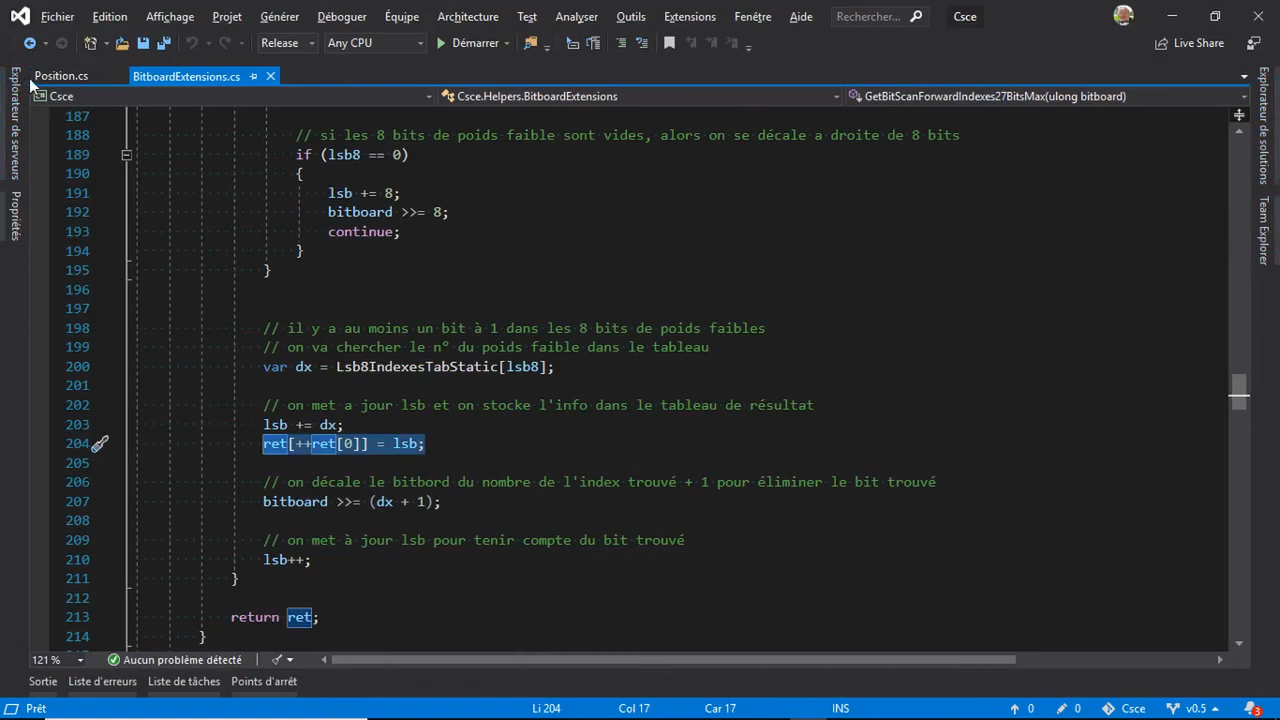 Fichier Edition Affichage Projet Générer Déboguer Équipe Architecture Test Analyser Outils Extensions Fenêtre Aide Rechercher... Csce
Release Any CPU Démarrer Live Share
Position.cs BitboardExtensions.cs
Csce Csce.Helpers.BitboardExtensions GetBitScanForwardIndexes27BitsMax(ulong bitboard)
Explorateur de serveurs
Propriétés
Explorateur de solutions
Team Explorer
187
188 // si les 8 bits de poids faible sont vides, alors on se décale a droite de 8 bits
189 if (lsb8 == 0)
190 {
191 lsb += 8;
192 bitboard >>= 8;
193 continue;
194 }
195 }
196
197
198 // il y a au moins un bit à 1 dans les 8 bits de poids faibles
199 // on va chercher le n° du poids faible dans le tableau
200 var dx = Lsb8IndexesTabStatic[lsb8];
201
202 // on met a jour lsb et on stocke l'info dans le tableau de résultat
203 lsb += dx;
204 ret[++ret[0]] = lsb;
205
206 // on décale le bitbord du nombre de l'index trouvé + 1 pour éliminer le bit trouvé
207 bitboard >>= (dx + 1);
208
209 // on met à jour lsb pour tenir compte du bit trouvé
210 lsb++;
211 }
212
213 return ret;
214 }
121 % Aucun problème détecté
Sortie Liste d'erreurs Liste de tâches Points d'arrêt
Prêt Li 204 Col 17 Car 17 INS 0 0 Csce v0.5 3